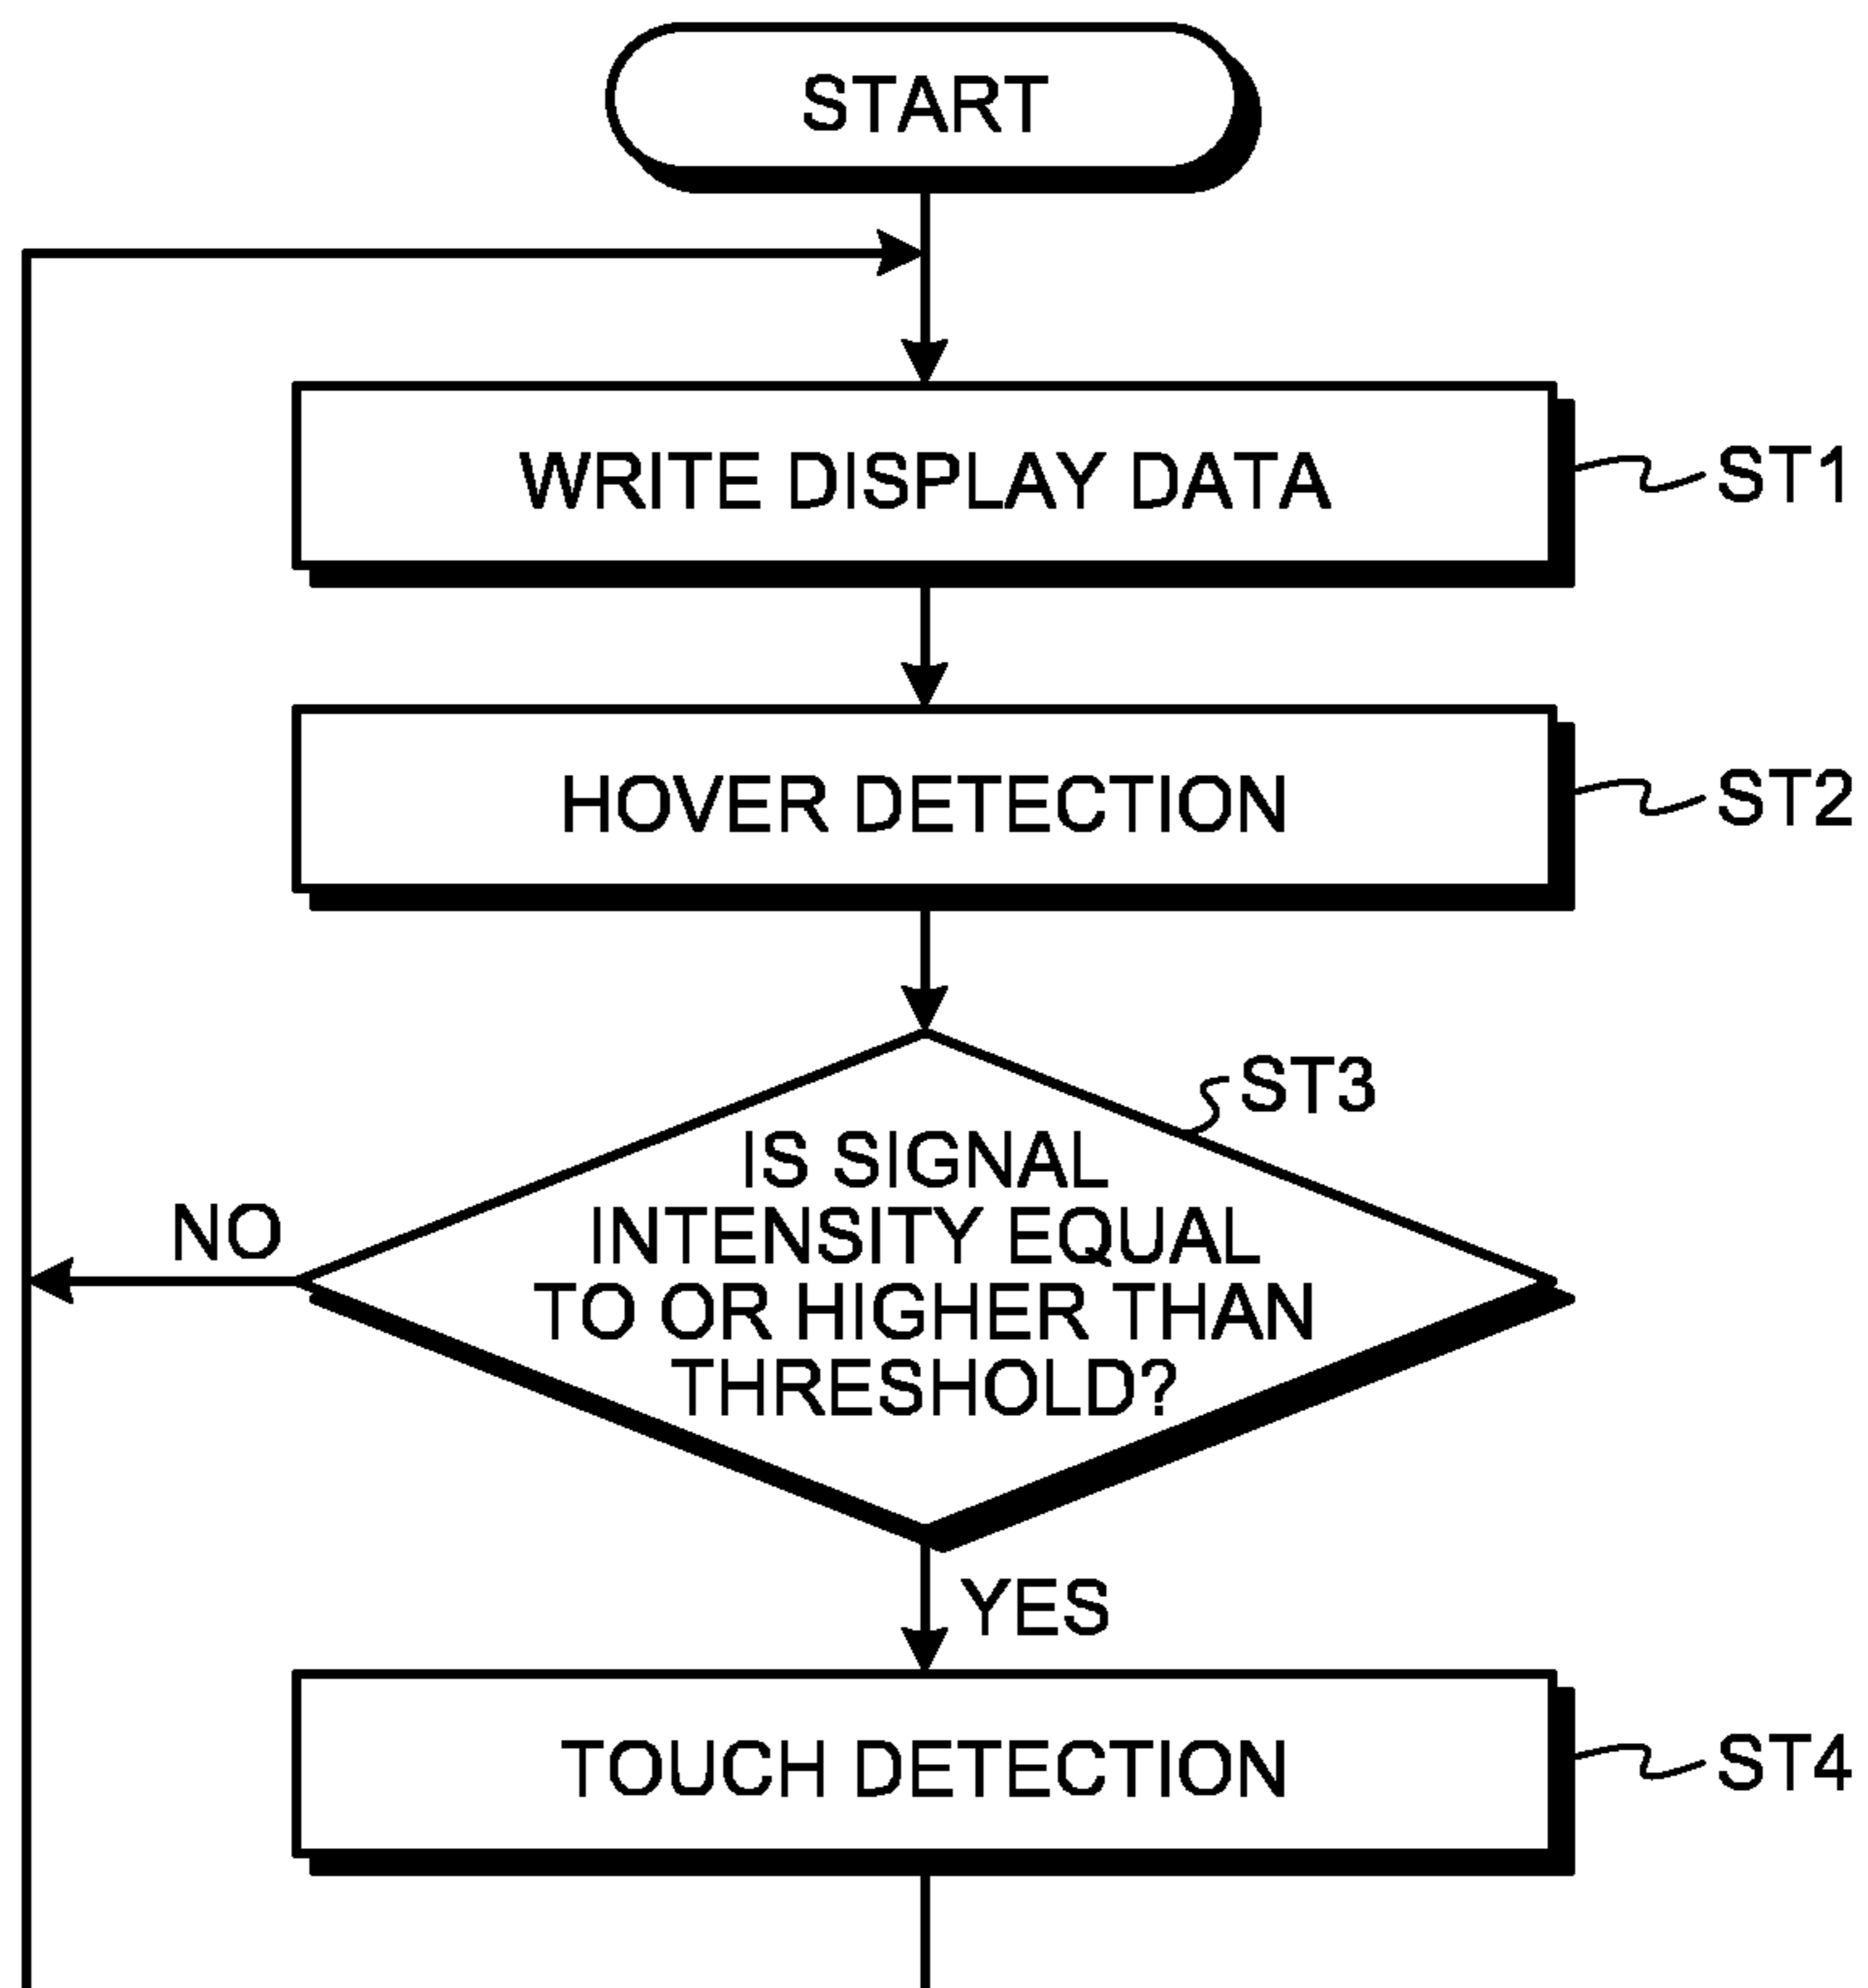 START
WRITE DISPLAY DATA
ST1
HOVER DETECTION
ST2
ST3
IS SIGNAL
INTENSITY EQUAL
TO OR HIGHER THAN
THRESHOLD?
NO
YES
TOUCH DETECTION
ST4